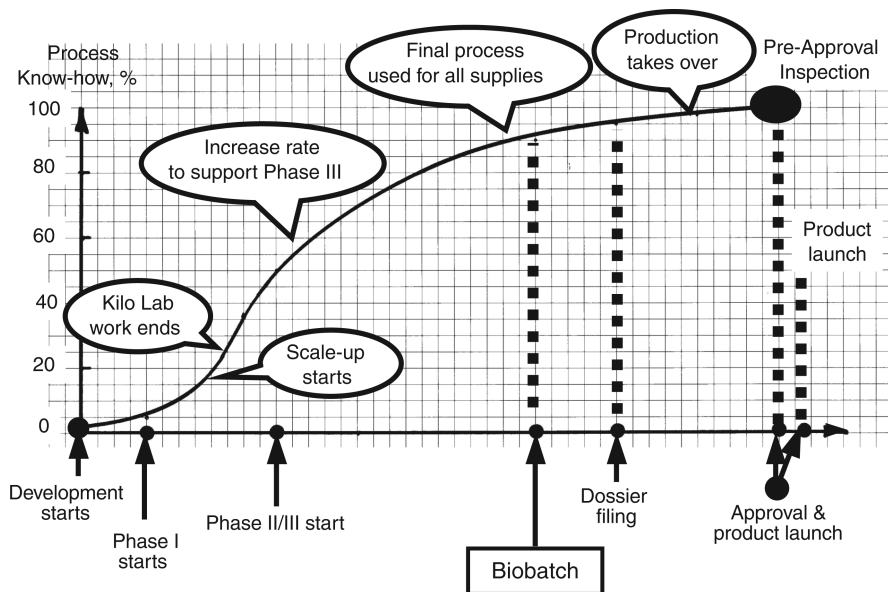 Process
Know-how, %
100
80
60
40
20
0
Final process
used for all supplies
Production
takes over
Pre-Approval
Inspection
Increase rate
to support Phase III
Product
launch
Kilo Lab
work ends
Scale-up
starts
Development
starts
Phase I
starts
Phase II/III start
Biobatch
Dossier
filing
Approval &
product launch